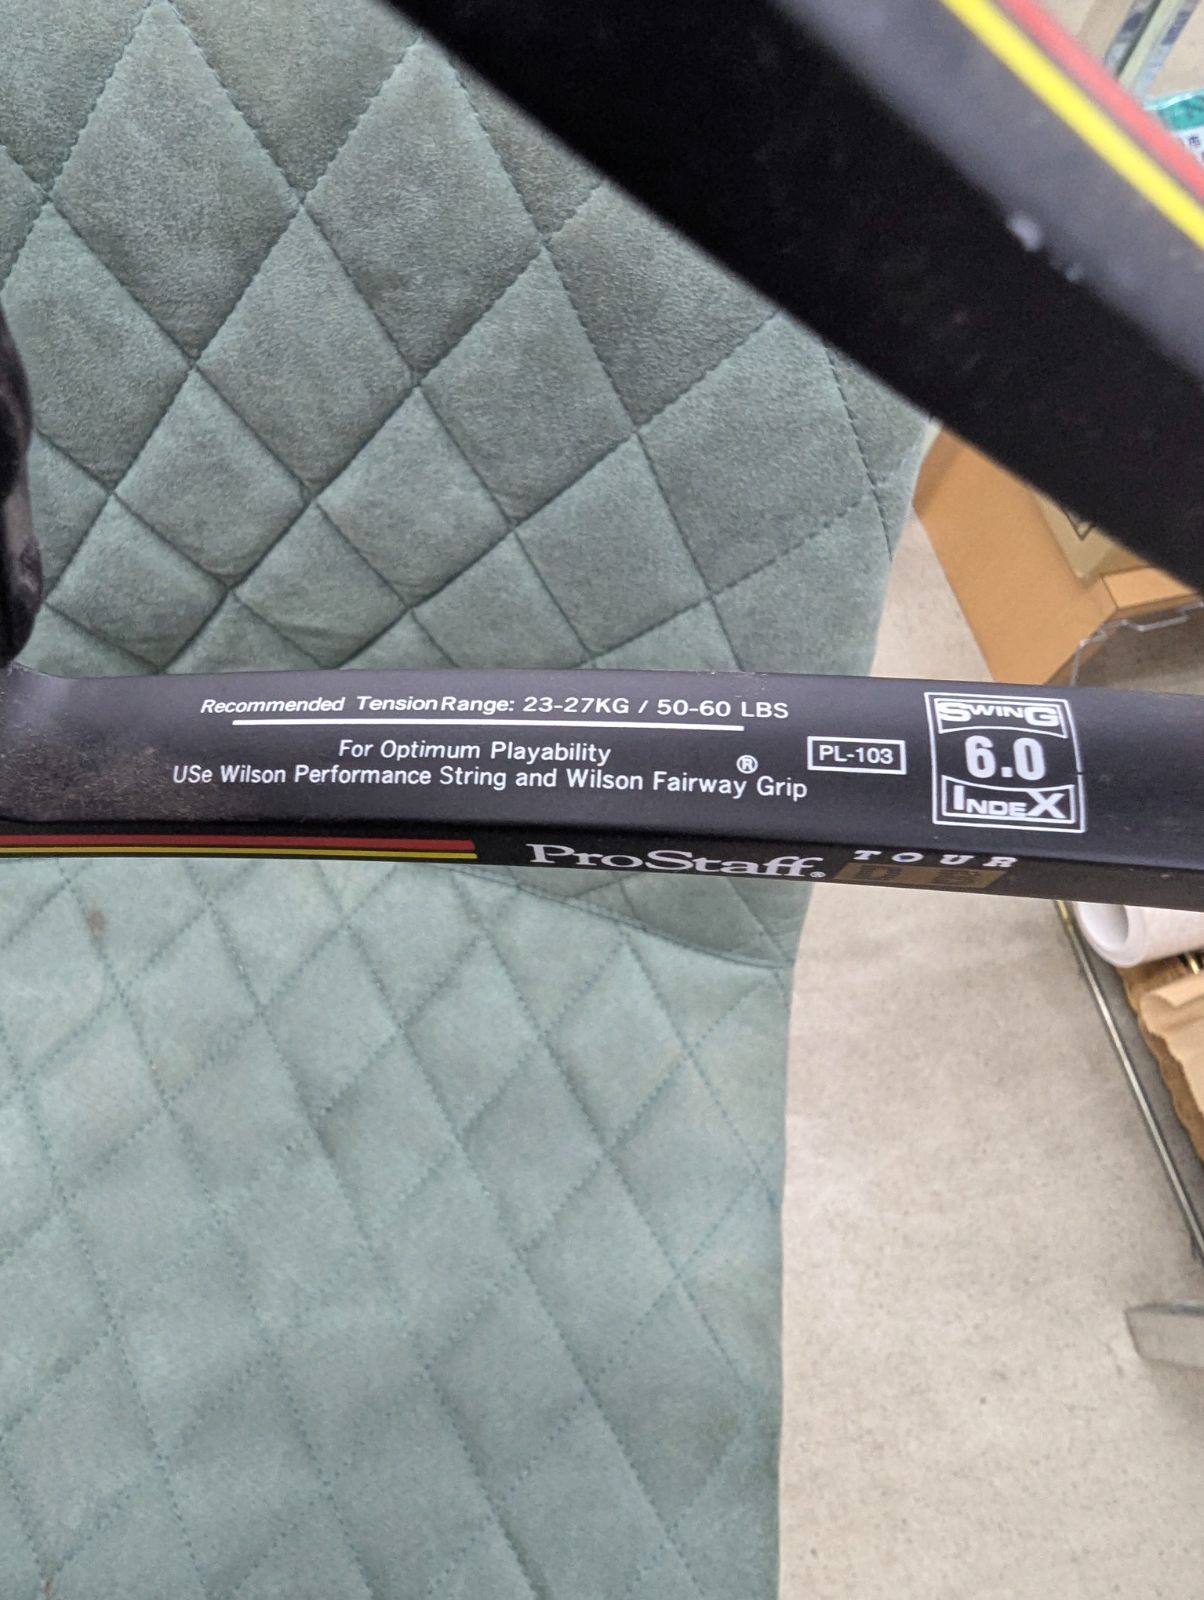 Recommended Tension Range: 23-27KG / 50-60 LBS
For Optimum Playability
USe Wilson Performance String and Wilson Fairway® Grip
PL-103
SWING
6.0
INDEX
ProStaff® TOUR